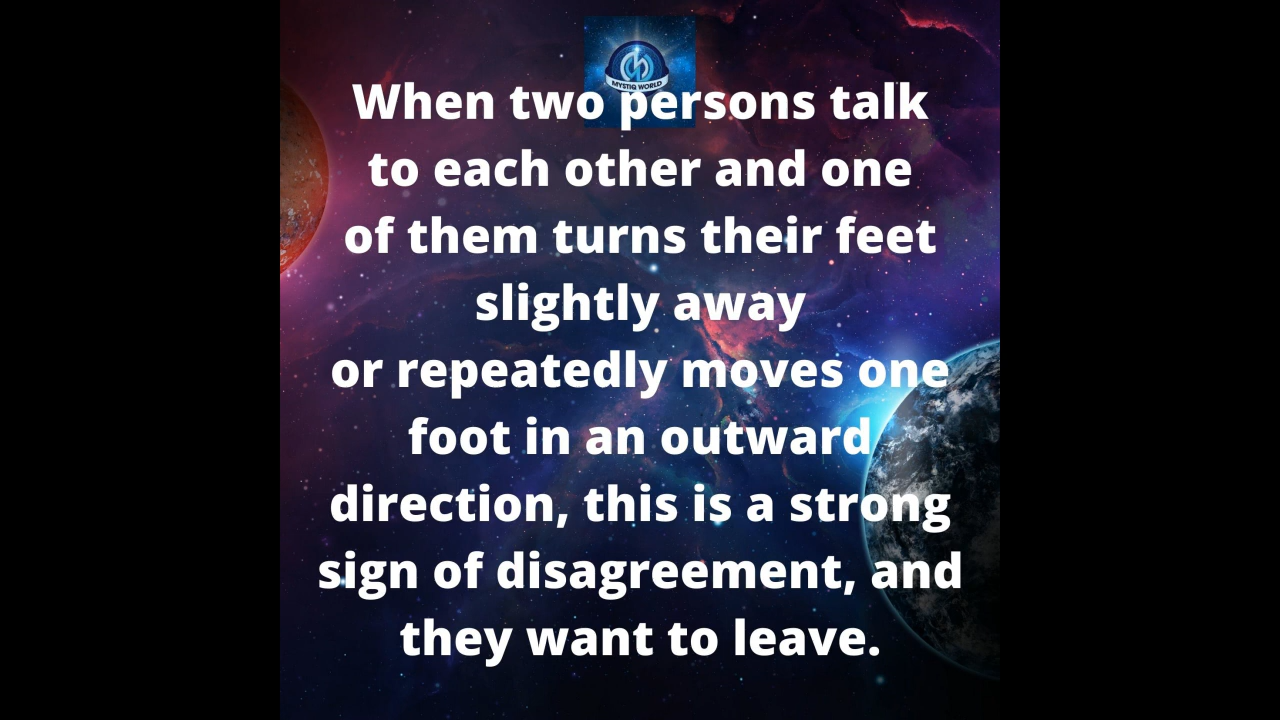 MYSTIQ WORLD
When two persons talk
to each other and one
of them turns their feet
slightly away
or repeatedly moves one
foot in an outward
direction, this is a strong
sign of disagreement, and
they want to leave.